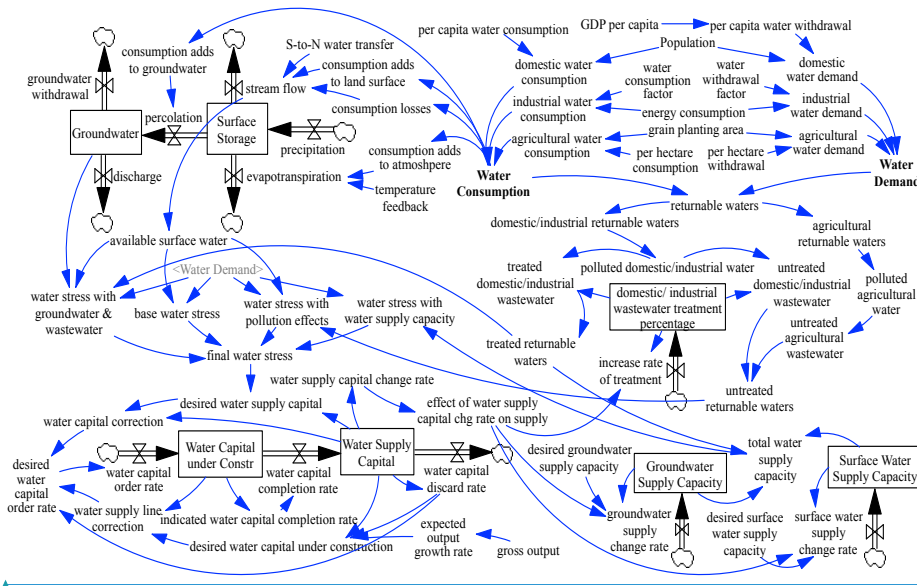 per capita water consumption
GDP per capita
per capita water withdrawal
S-to-N water transfer
Population
consumption adds
to groundwater
groundwater
withdrawal
stream flow
consumption adds
to land surface
domestic water
consumption
water
consumption
factor
water
withdrawal
factor
domestic
water demand
percolation
consumption losses
industrial water
consumption
energy consumption
industrial
water demand
Groundwater
Surface
Storage
precipitation
agricultural water
consumption
grain planting area
agricultural
water demand
consumption adds
to atmoshpere
per hectare
consumption
per hectare
withdrawal
discharge
evapotranspiration
temperature
feedback
Water
Consumption
Water
Demand
returnable waters
domestic/industrial returnable waters
agricultural
returnable waters
available surface water
<Water Demand>
treated
domestic/industrial
wastewater
polluted domestic/industrial water
untreated
domestic/industrial
wastewater
polluted
agricultural
water
water stress with
groundwater &
wastewater
base water stress
water stress with
pollution effects
water stress with
water supply capacity
domestic/ industrial
wastewater treatment
percentage
untreated
agricultural
wastewater
final water stress
treated returnable
waters
increase rate
of treatment
untreated
returnable waters
water supply capital change rate
desired water supply capital
effect of water supply
capital chg rate on supply
water capital correction
Water Capital
under Constr
Water Supply
Capital
desired groundwater
supply capacity
total water
supply
capacity
Surface Water
Supply Capacity
Groundwater
Supply Capacity
desired
water
capital
order rate
water capital
order rate
water capital
completion rate
water capital
discard rate
water supply line
correction
indicated water capital completion rate
groundwater
supply
change rate
desired surface
water supply
capacity
surface water
supply
change rate
desired water capital under construction
expected
output
growth rate
gross output